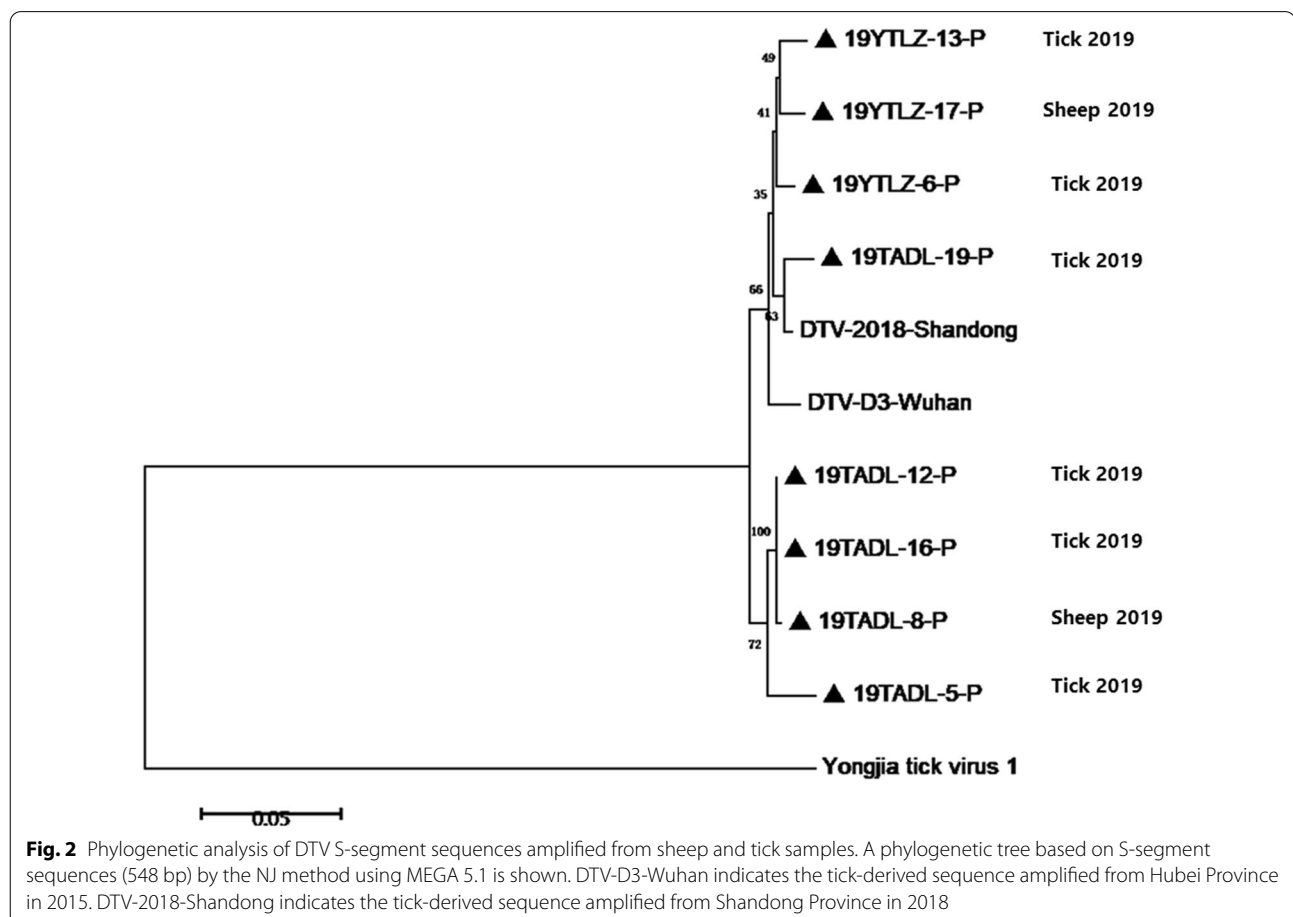 49
▲ 19YTLZ-13-P Tick 2019
41
▲ 19YTLZ-17-P Sheep 2019
35
▲ 19YTLZ-6-P Tick 2019
▲ 19TADL-19-P Tick 2019
66
63
DTV-2018-Shandong
DTV-D3-Wuhan
▲ 19TADL-12-P Tick 2019
100
▲ 19TADL-16-P Tick 2019
▲ 19TADL-8-P Sheep 2019
72
▲ 19TADL-5-P Tick 2019
Yongjia tick virus 1
0.05
Fig. 2 Phylogenetic analysis of DTV S-segment sequences amplified from sheep and tick samples. A phylogenetic tree based on S-segment
sequences (548 bp) by the NJ method using MEGA 5.1 is shown. DTV-D3-Wuhan indicates the tick-derived sequence amplified from Hubei Province
in 2015. DTV-2018-Shandong indicates the tick-derived sequence amplified from Shandong Province in 2018